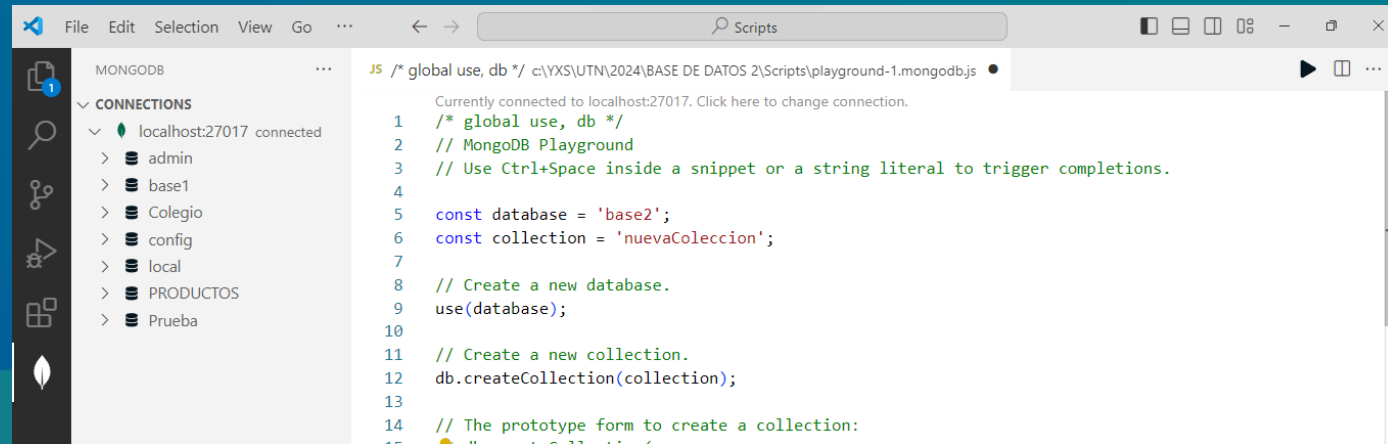 File Edit Selection View Go ··· Scripts
MONGODB ···
CONNECTIONS
localhost:27017 connected
admin
base1
Colegio
config
local
PRODUCTOS
Prueba
1
JS /* global use, db */ c:\YXS\UTN\2024\BASE DE DATOS 2\Scripts\playground-1.mongodb.js ● ···
Currently connected to localhost:27017. Click here to change connection.
1 /* global use, db */
2 // MongoDB Playground
3 // Use Ctrl+Space inside a snippet or a string literal to trigger completions.
4
5 const database = 'base2';
6 const collection = 'nuevaColeccion';
7
8 // Create a new database.
9 use(database);
10
11 // Create a new collection.
12 db.createCollection(collection);
13
14 // The prototype form to create a collection: